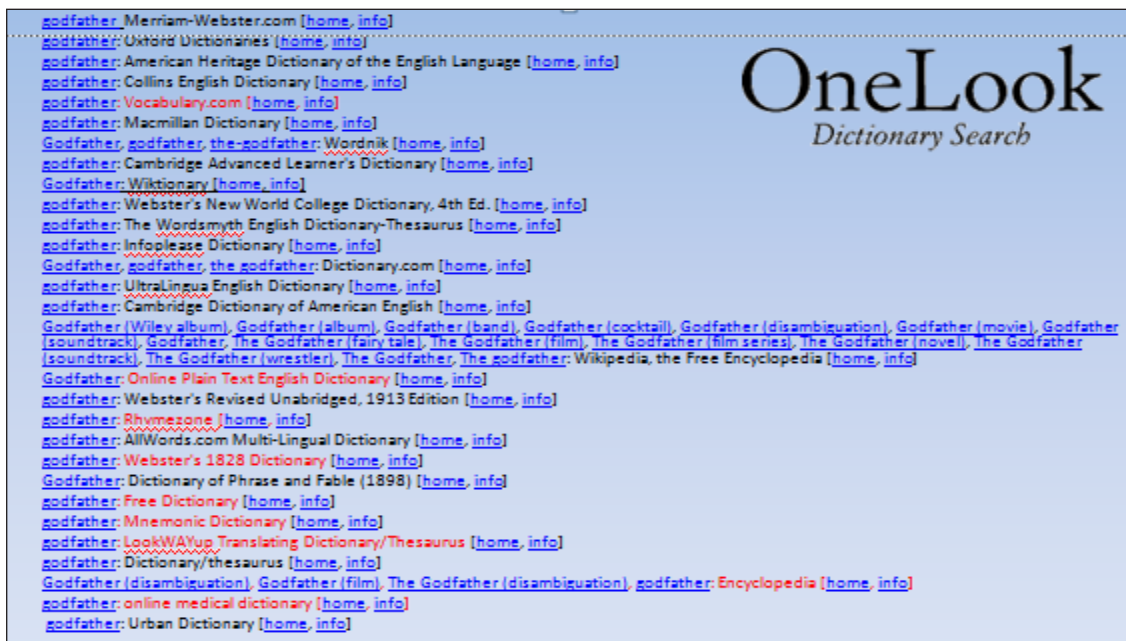 godfather Merriam-Webster.com [home, info]
godfather: Oxford Dictionaries [home, info]
godfather: American Heritage Dictionary of the English Language [home, info]
godfather: Collins English Dictionary [home, info]
godfather: Vocabulary.com [home, info]
godfather: Macmillan Dictionary [home, info]
Godfather, godfather, the-godfather: Wordnik [home, info]
godfather: Cambridge Advanced Learner's Dictionary [home, info]
Godfather: Wiktionary [home, info]
godfather: Webster's New World College Dictionary, 4th Ed. [home, info]
godfather: The Wordsmyth English Dictionary-Thesaurus [home, info]
godfather: Infoplease Dictionary [home, info]
Godfather, godfather, the godfather: Dictionary.com [home, info]
godfather: UltraLingua English Dictionary [home, info]
godfather: Cambridge Dictionary of American English [home, info]
Godfather (Wiley album), Godfather (album), Godfather (band), Godfather (cocktail), Godfather (disambiguation), Godfather (movie), Godfather
(soundtrack), Godfather, The Godfather (fairy tale), The Godfather (film), The Godfather (film series), The Godfather (novel), The Godfather
(soundtrack), The Godfather (wrestler), The Godfather, The godfather: Wikipedia, the Free Encyclopedia [home, info]
Godfather: Online Plain Text English Dictionary [home, info]
godfather: Webster's Revised Unabridged, 1913 Edition [home, info]
godfather: Rhymezone [home, info]
godfather: AllWords.com Multi-Lingual Dictionary [home, info]
godfather: Webster's 1828 Dictionary [home, info]
Godfather: Dictionary of Phrase and Fable (1898) [home, info]
godfather: Free Dictionary [home, info]
godfather: Mnemonic Dictionary [home, info]
godfather: LookWAYup Translating Dictionary/Thesaurus [home, info]
godfather: Dictionary/thesaurus [home, info]
Godfather (disambiguation), Godfather (film), The Godfather (disambiguation), godfather: Encyclopedia [home, info]
godfather: online medical dictionary [home, info]
godfather: Urban Dictionary [home, info]
OneLook
Dictionary Search